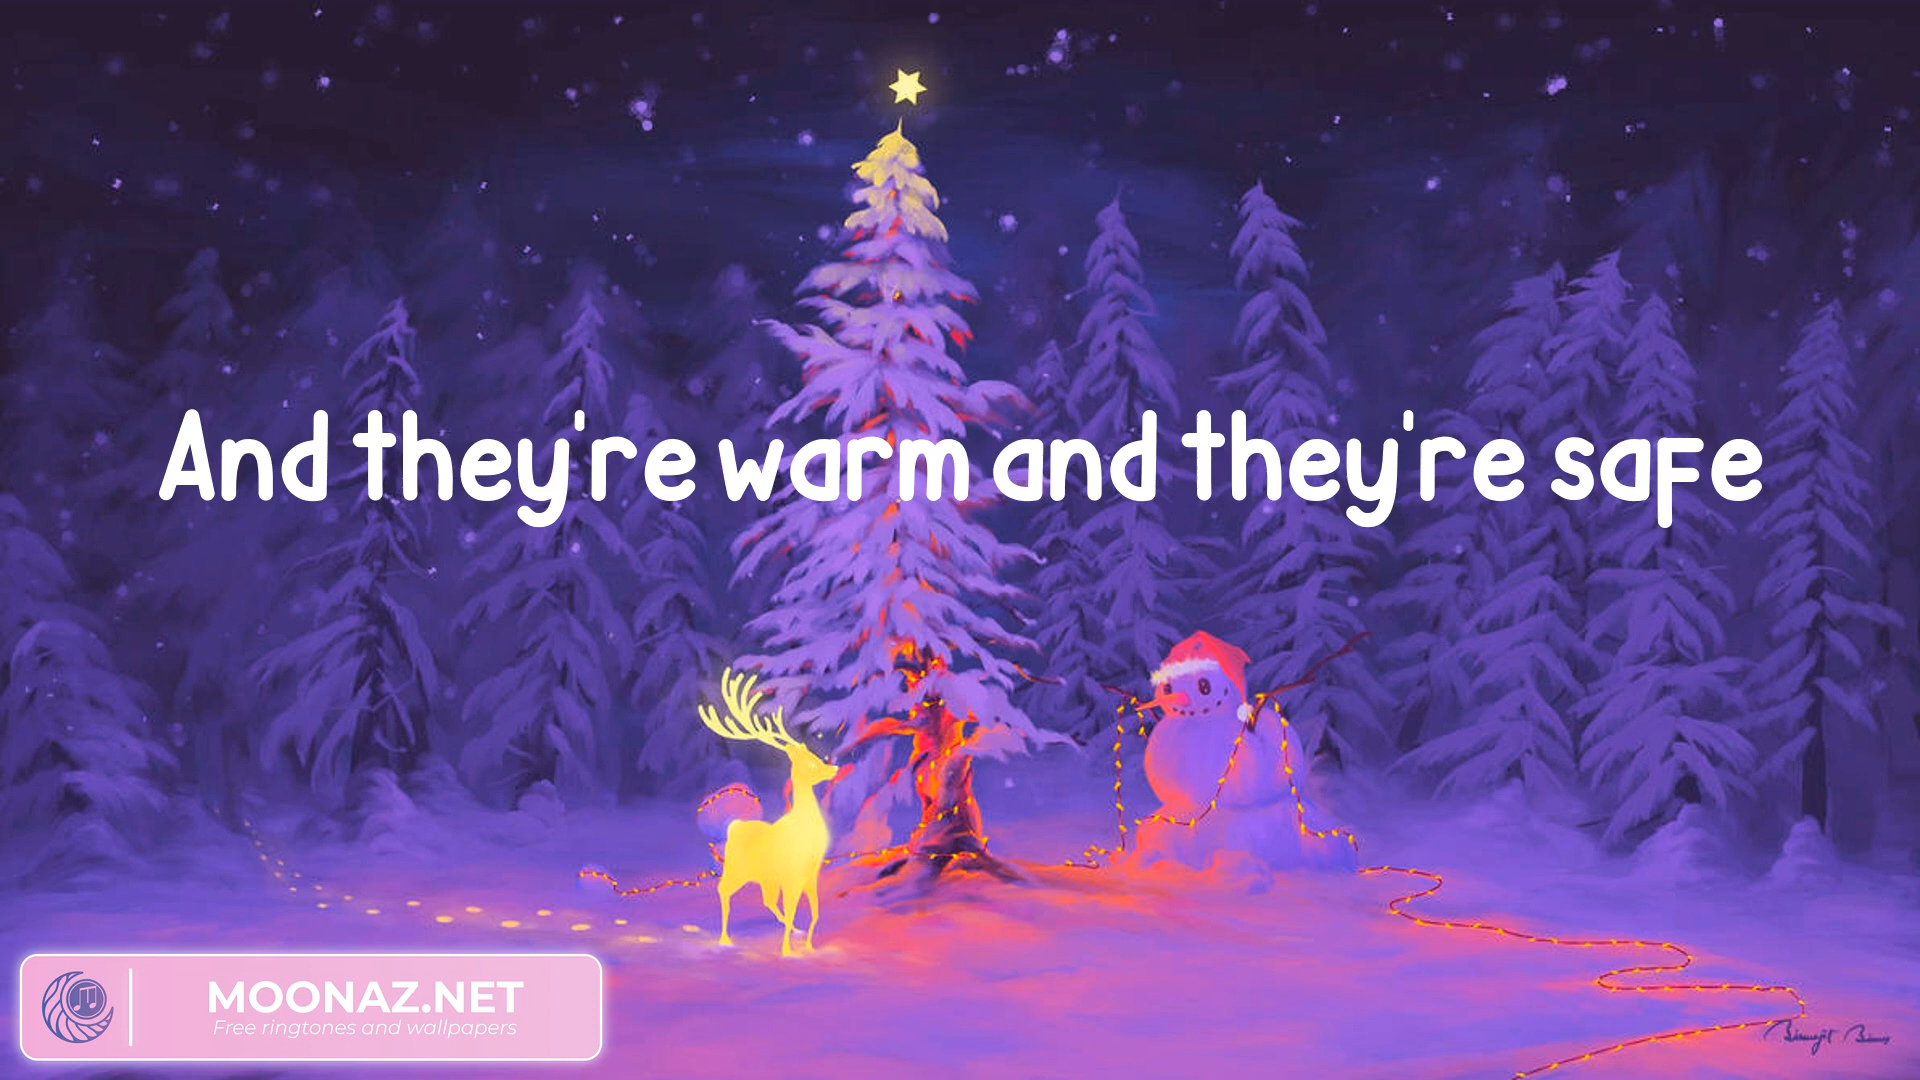 And they're warm and they're safe
MOONAZ.NET
Free ringtones and wallpapers